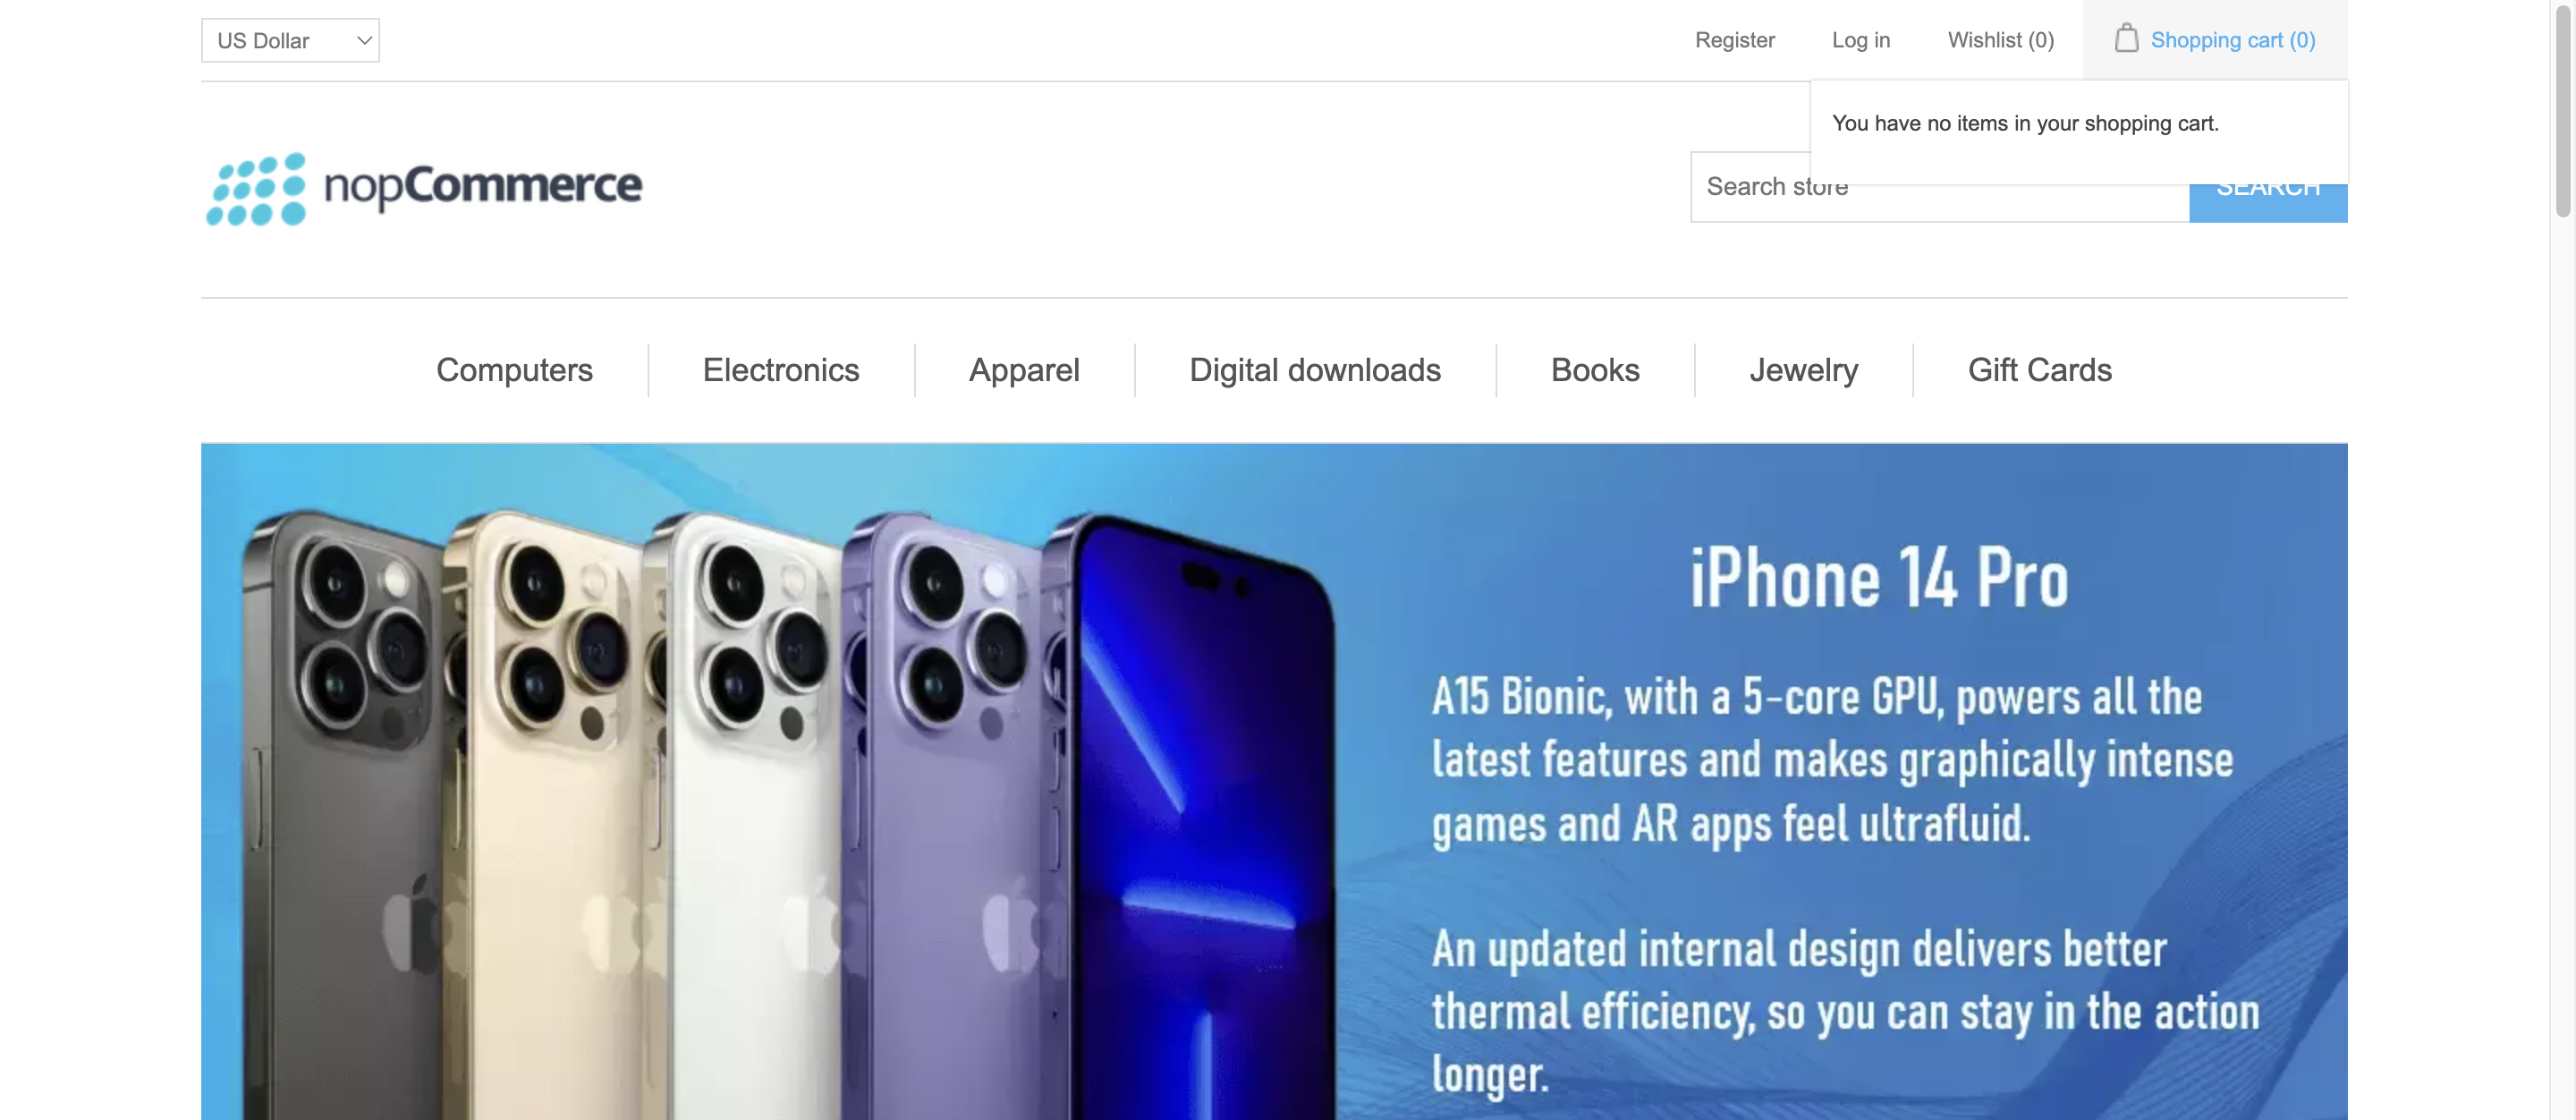 US Dollar
Register
Log in
Wishlist (0)
Shopping cart (0)
You have no items in your shopping cart.
nopCommerce
Search store
SEARCH
Computers
Electronics
Apparel
Digital downloads
Books
Jewelry
Gift Cards
iPhone 14 Pro
A15 Bionic, with a 5-core GPU, powers all the
latest features and makes graphically intense
games and AR apps feel ultrafluid.
An updated internal design delivers better
thermal efficiency, so you can stay in the action
longer.